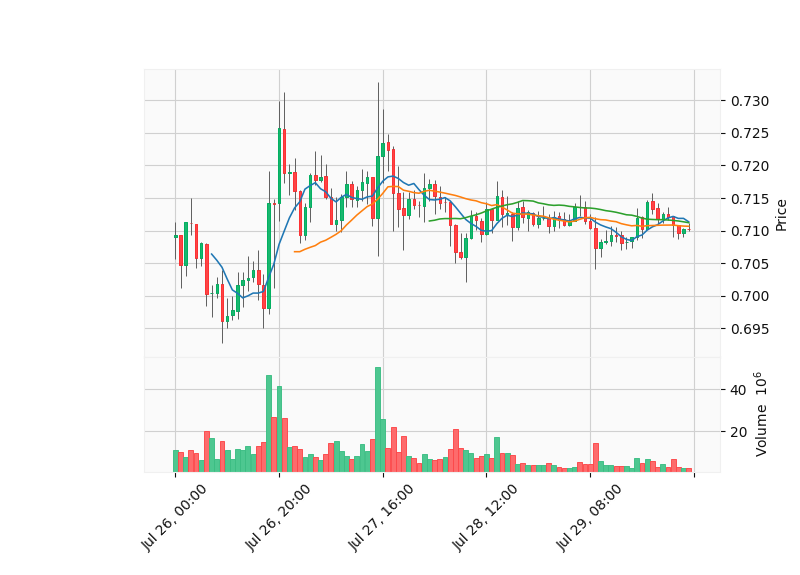 0.730
0.725
0.720
0.715
0.710
0.705
0.700
0.695
Price
40
20
Volume 10⁶
Jul 26, 00:00
Jul 26, 20:00
Jul 27, 16:00
Jul 28, 12:00
Jul 29, 08:00